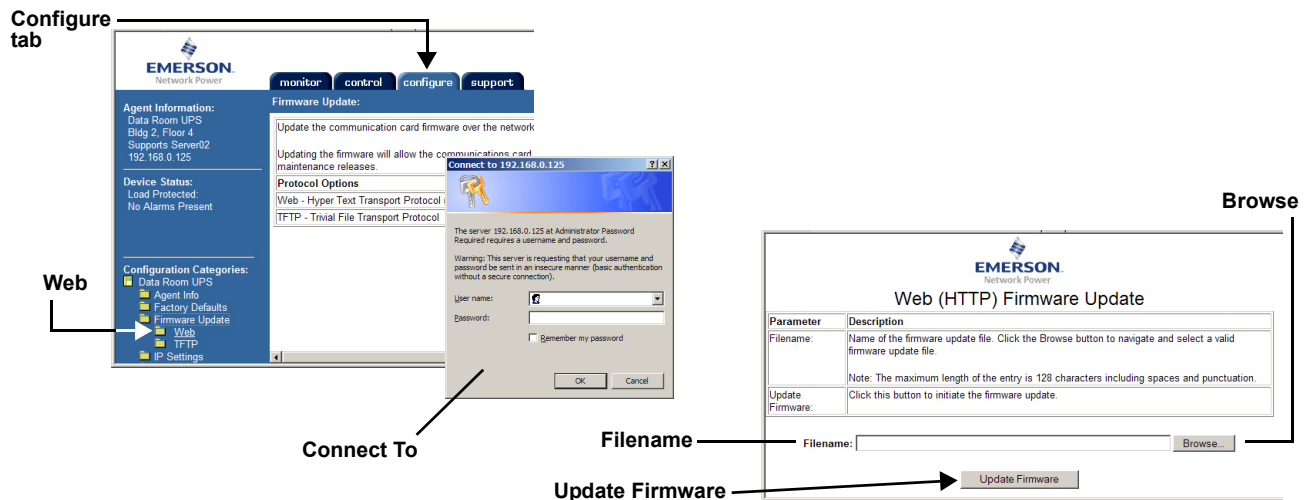 Configure
tab
EMERSON.
Network Power
monitor control configure support
Agent Information:
Data Room UPS
Bldg 2, Floor 4
Supports Server02
192.168.0.125
Device Status:
Load Protected:
No Alarms Present
Configuration Categories:
Data Room UPS
Agent Info
Factory Defaults
Firmware Update
Web
TFTP
IP Settings
Web
Firmware Update:
Update the communication card firmware over the network
Updating the firmware will allow the communications card
maintenance releases.
Protocol Options
Web - Hyper Text Transport Protocol (
TFTP - Trivial File Transport Protocol
Connect to 192.168.0.125
The server 192.168.0.125 at Administrator Password
Required requires a username and password.
Warning: This server is requesting that your username and
password be sent in an insecure manner (basic authentication
without a secure connection).
User name:
Password:
Remember my password
OK Cancel
Connect To
Browse
EMERSON.
Network Power
Web (HTTP) Firmware Update
Parameter Description
Filename: Name of the firmware update file. Click the Browse button to navigate and select a valid
firmware update file.
Note: The maximum length of the entry is 128 characters including spaces and punctuation.
Update Click this button to initiate the firmware update.
Firmware:
Filename
Filename: Browse...
Update Firmware
Update Firmware